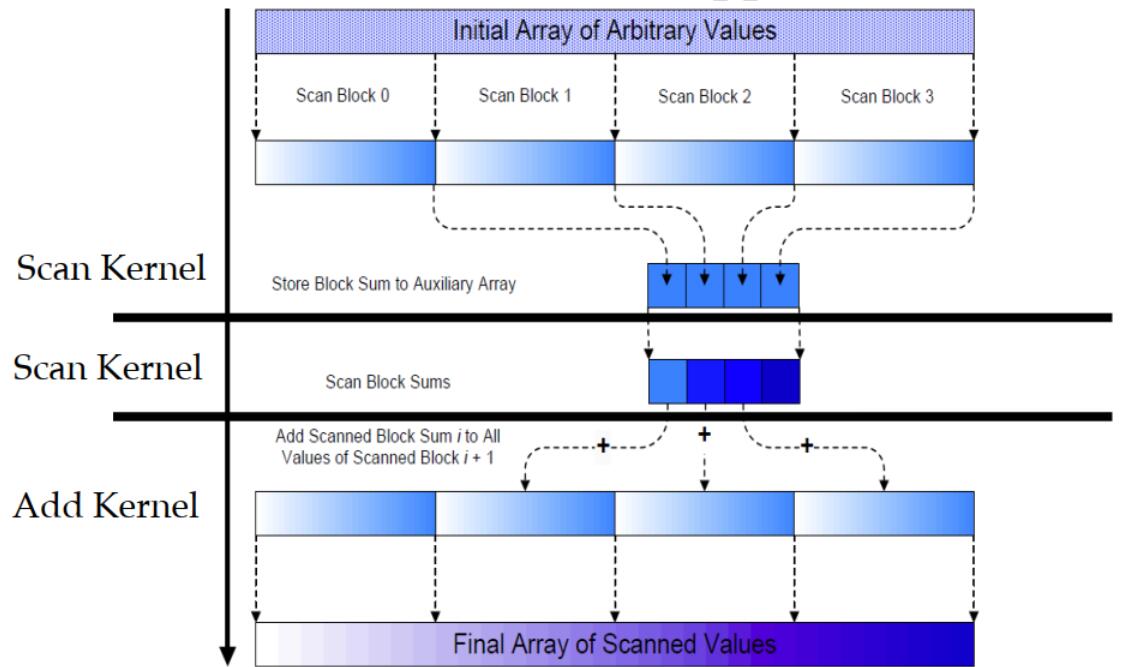 Initial Array of Arbitrary Values
Scan Block 0
Scan Block 1
Scan Block 2
Scan Block 3
Scan Kernel
Store Block Sum to Auxiliary Array
Scan Kernel
Scan Block Sums
Add Scanned Block Sum i to All
Values of Scanned Block i + 1
+
+
+
Add Kernel
Final Array of Scanned Values